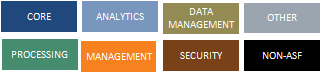 CORE
ANALYTICS
DATA
MANAGEMENT
OTHER
PROCESSING
MANAGEMENT
SECURITY
NON-ASF